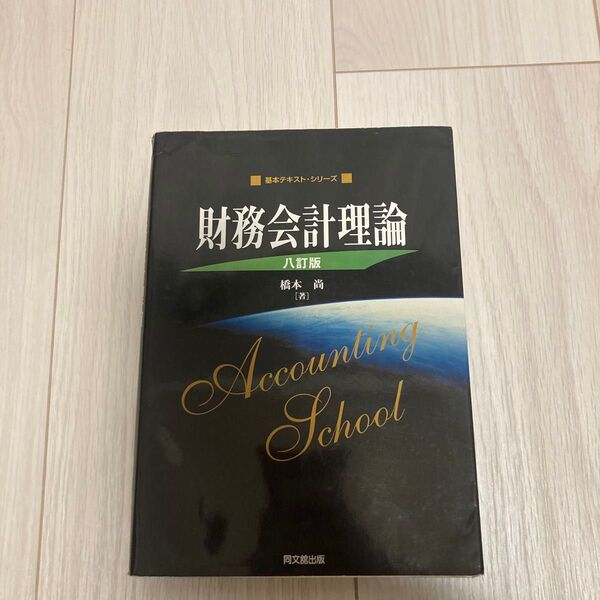 基本テキスト・シリーズ
財務会計理論
八訂版
橋本 尚
[著]
Accounting
School
同文舘出版